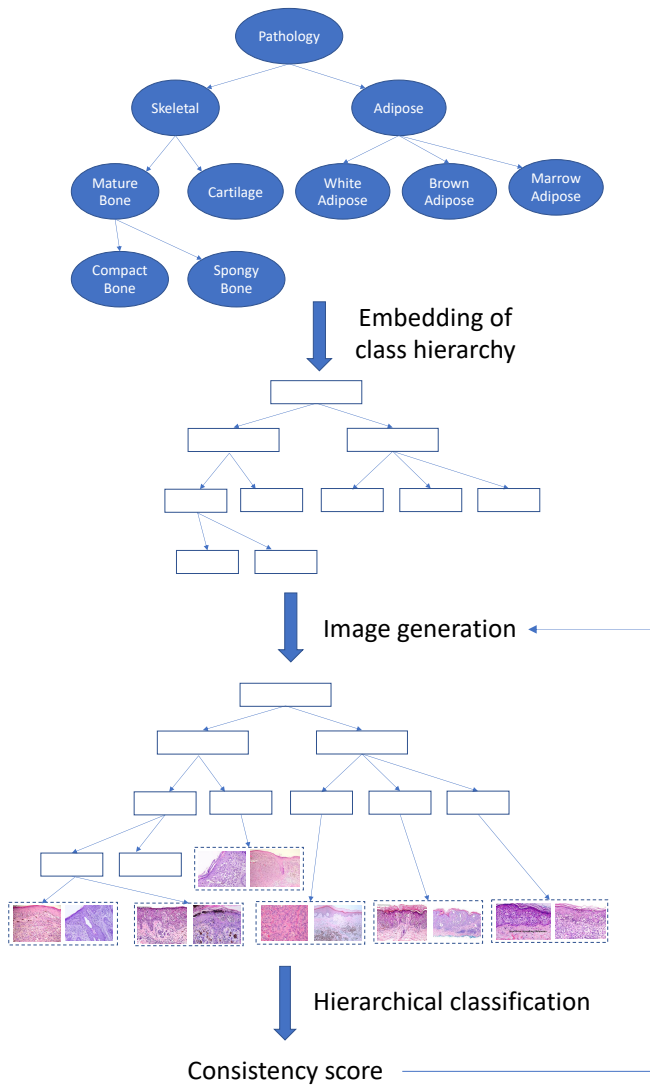 Pathology
Skeletal
Adipose
Mature
Bone
Cartilage
White
Adipose
Brown
Adipose
Marrow
Adipose
Compact
Bone
Spongy
Bone
Embedding of
class hierarchy
Image generation
Hierarchical classification
Consistency score